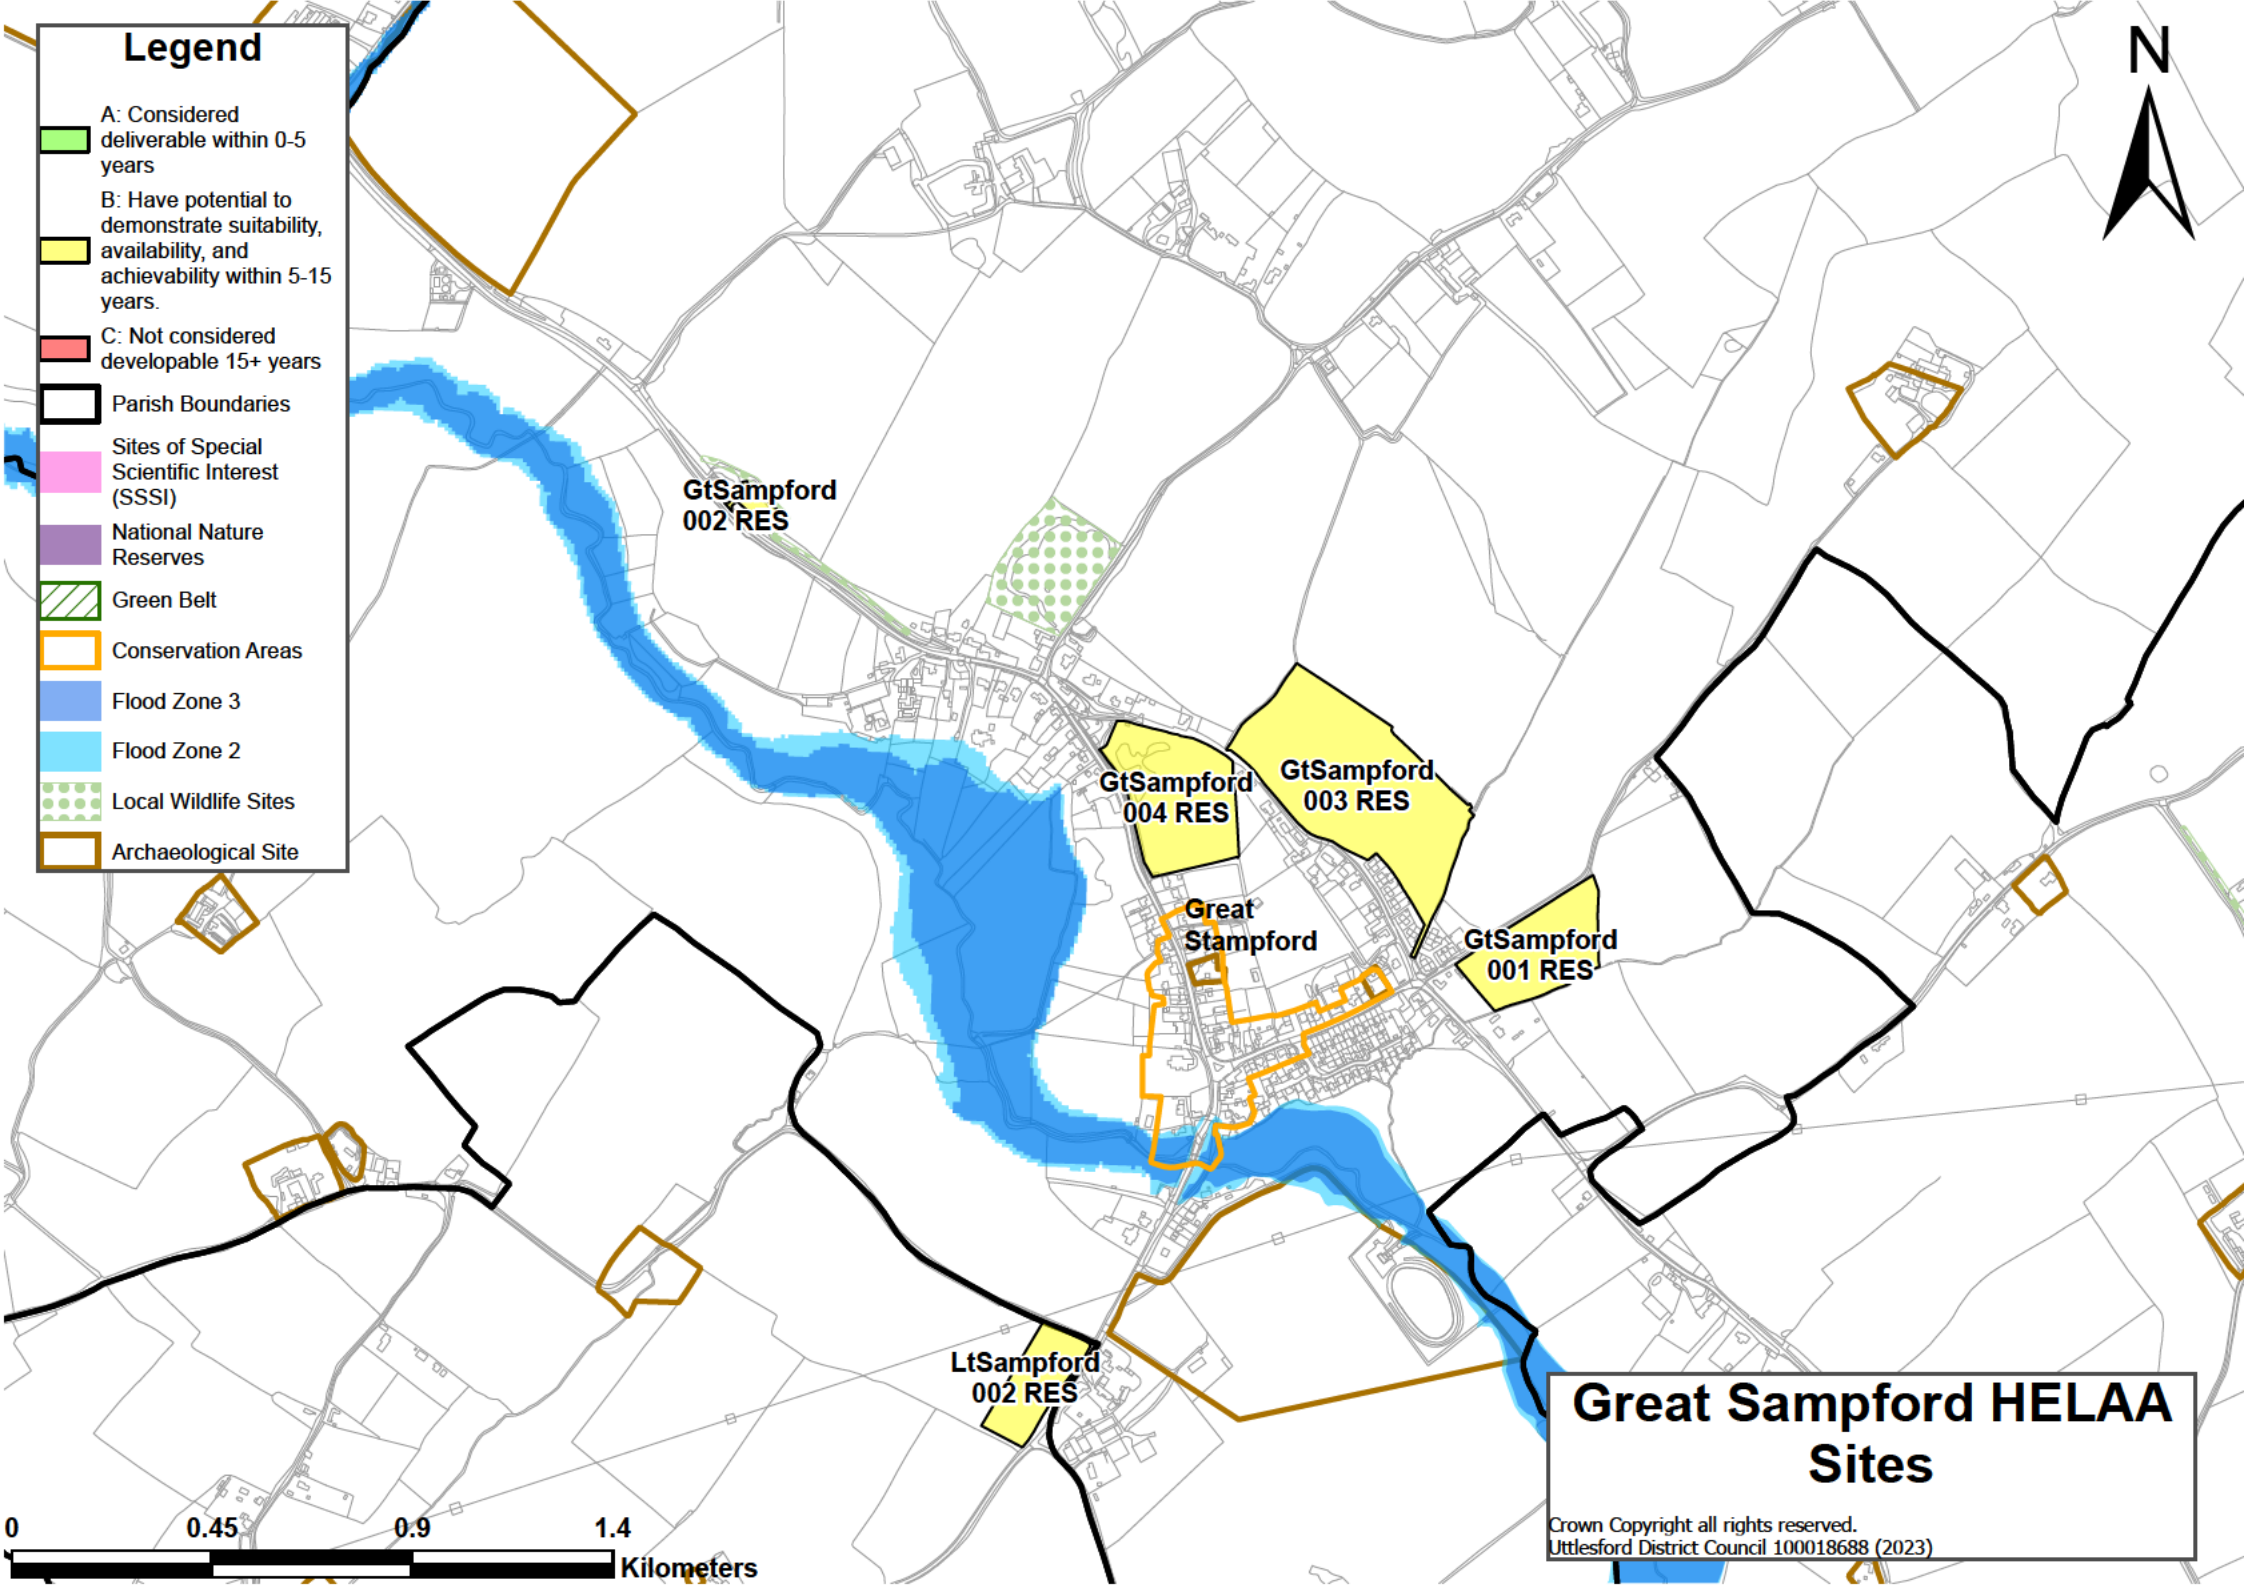 Legend
A: Considered
deliverable within 0-5
years
B: Have potential to
demonstrate suitability,
availability, and
achievability within 5-15
years.
C: Not considered
developable 15+ years
Parish Boundaries
Sites of Special
Scientific Interest
(SSSI)
National Nature
Reserves
Green Belt
Conservation Areas
Flood Zone 3
Flood Zone 2
Local Wildlife Sites
Archaeological Site
N
GtSampford
002 RES
GtSampford
004 RES
GtSampford
003 RES
Great
Stampford
GtSampford
001 RES
LtSampford
002 RES
0 0.45 0.9 1.4
Kilometers
Great Sampford HELAA
Sites
Crown Copyright all rights reserved.
Uttlesford District Council 100018688 (2023)